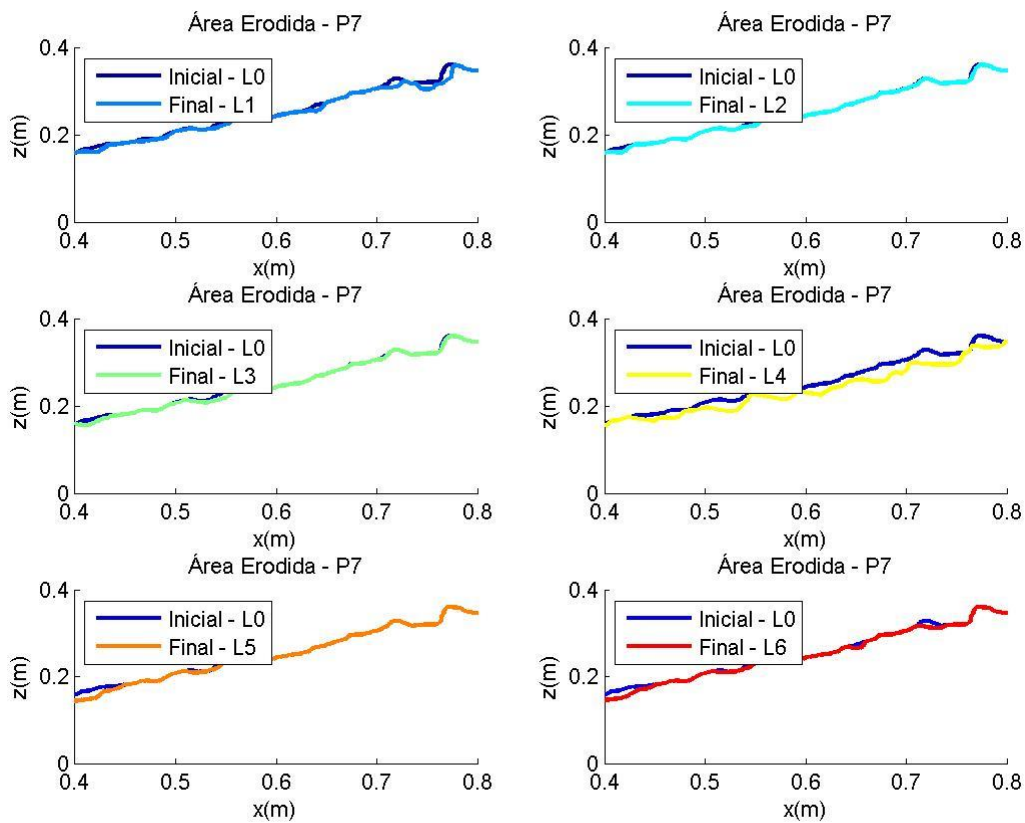 Área Erodida - P7
0.4
0.2
0
z(m)
Inicial - L0
Final - L1
0.4 0.5 0.6 0.7 0.8
x(m)
Área Erodida - P7
0.4
0.2
0
z(m)
Inicial - L0
Final - L2
0.4 0.5 0.6 0.7 0.8
x(m)
Área Erodida - P7
0.4
0.2
0
z(m)
Inicial - L0
Final - L3
0.4 0.5 0.6 0.7 0.8
x(m)
Área Erodida - P7
0.4
0.2
0
z(m)
Inicial - L0
Final - L4
0.4 0.5 0.6 0.7 0.8
x(m)
Área Erodida - P7
0.4
0.2
0
z(m)
Inicial - L0
Final - L5
0.4 0.5 0.6 0.7 0.8
x(m)
Área Erodida - P7
0.4
0.2
0
z(m)
Inicial - L0
Final - L6
0.4 0.5 0.6 0.7 0.8
x(m)